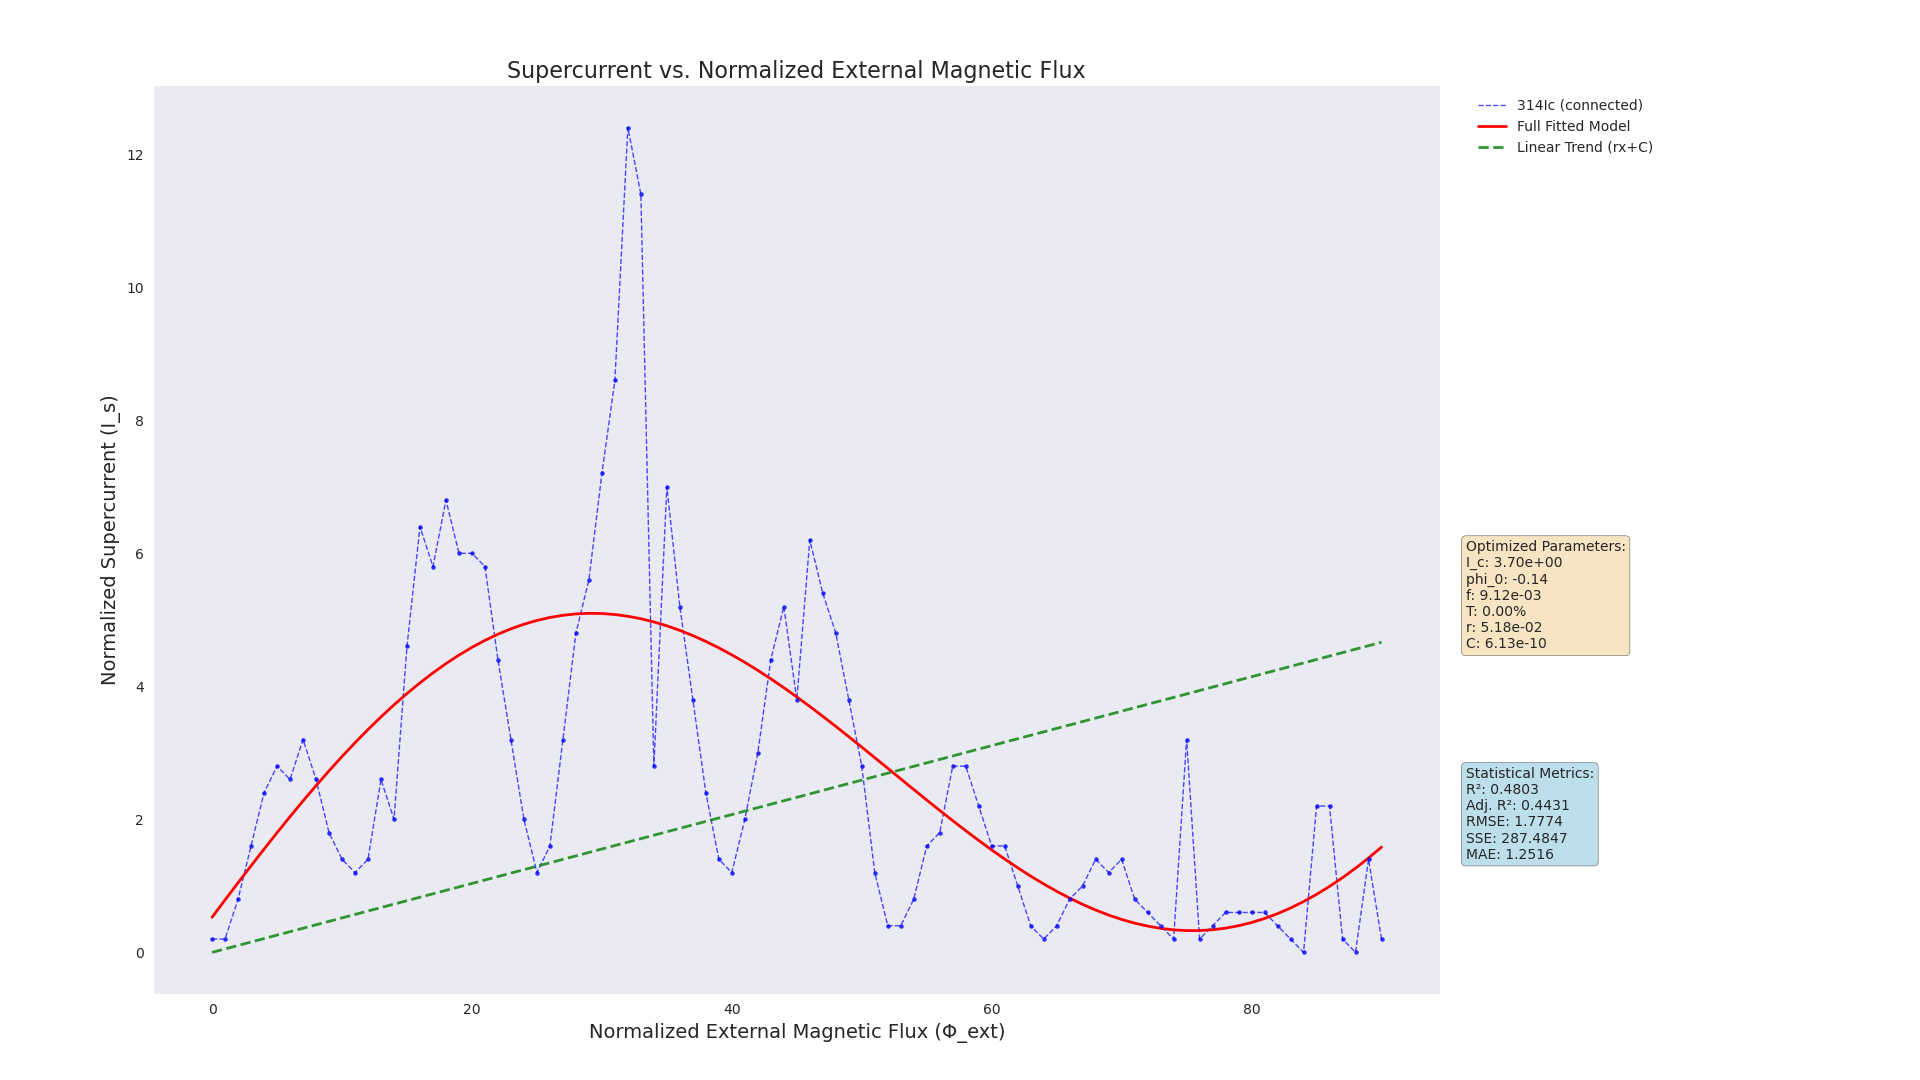 Supercurrent vs. Normalized External Magnetic Flux
314Ic (connected)
Full Fitted Model
Linear Trend (rx+C)
12
10
8
6
4
2
0
Normalized Supercurrent (I_s)
0 20 40 60 80
Normalized External Magnetic Flux (Φ_ext)
Optimized Parameters:
I_c: 3.70e+00
phi_0: -0.14
f: 9.12e-03
T: 0.00%
r: 5.18e-02
C: 6.13e-10
Statistical Metrics:
R²: 0.4803
Adj. R²: 0.4431
RMSE: 1.7774
SSE: 287.4847
MAE: 1.2516